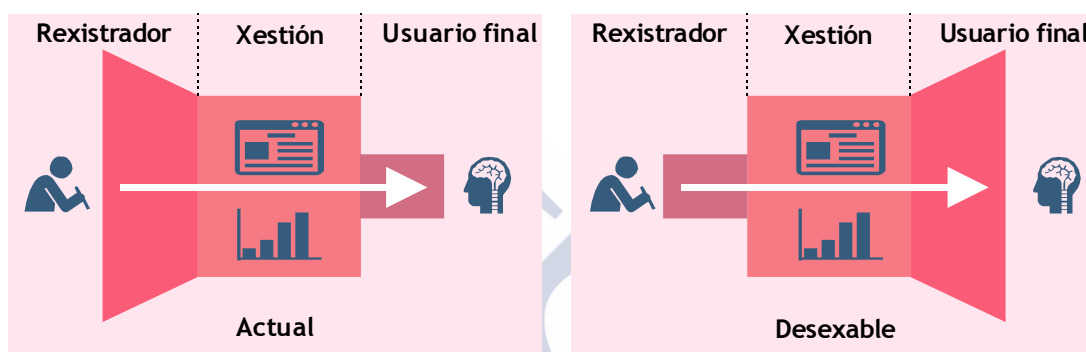 Rexistrador Xestión Usuario final
Actual
Rexistrador Xestión Usuario final
Desexable